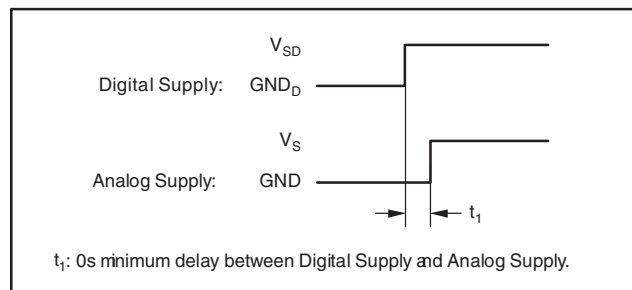 V_SD
Digital Supply: GND_D
V_S
Analog Supply: GND
t_1
t_1: 0s minimum delay between Digital Supply and Analog Supply.